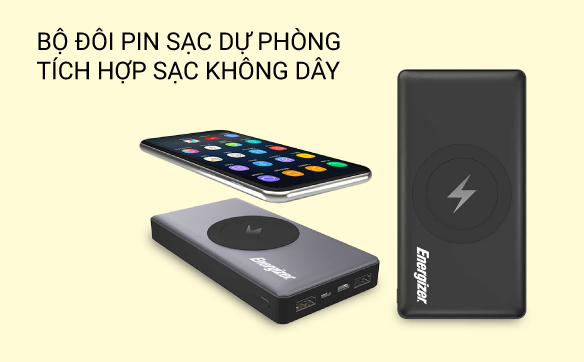 BỘ ĐÔI PIN SẠC DỰ PHÒNG
TÍCH HỢP SẠC KHÔNG DÂY
Energizer.
Energizer.